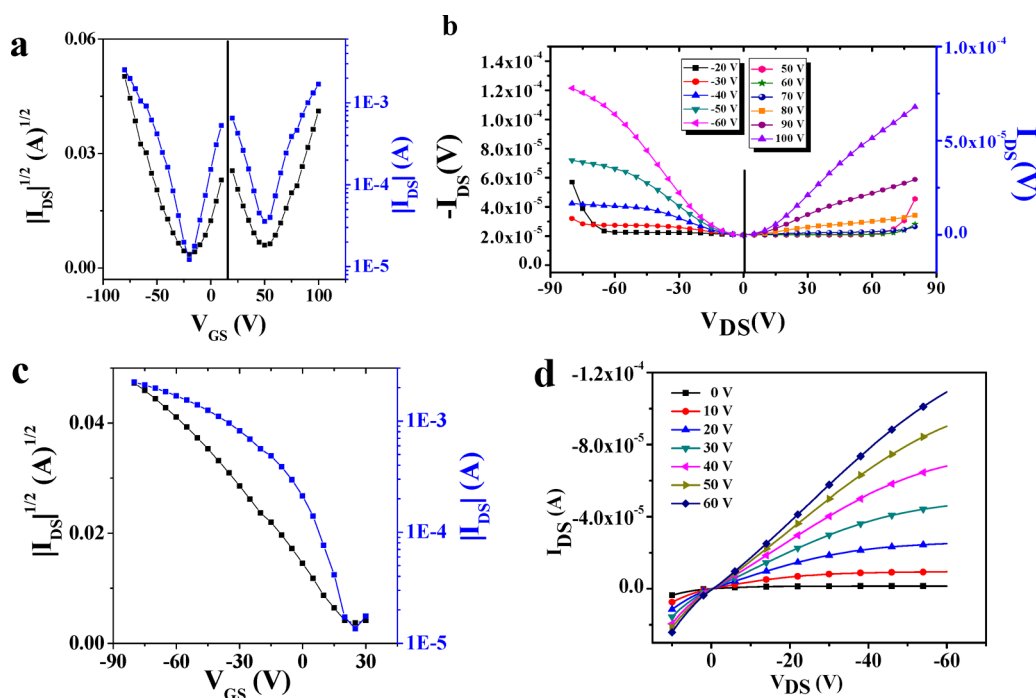 a
0.06
0.03
0.00
|I_DS|^1/2 (A)^1/2
1E-3
1E-4
1E-5
|I_DS| (A)
-100 -50 0 50 100
V_GS (V)
b
1.4x10^-4
1.2x10^-4
1.0x10^-4
8.0x10^-5
6.0x10^-5
4.0x10^-5
2.0x10^-5
0.0
-I_DS(V)
-20 V
-30 V
-40 V
-50 V
-60 V
50 V
60 V
70 V
80 V
90 V
100 V
1.0x10^-4
5.0x10^-5
0.0
I_DS (V)
-90 -60 -30 0 30 60 90
V_DS(V)
c
0.04
0.02
0.00
|I_DS|^1/2 (A)^1/2
1E-3
1E-4
1E-5
|I_DS| (A)
-90 -60 -30 0 30
V_GS (V)
d
-1.2x10^-4
-8.0x10^-5
-4.0x10^-5
0.0
I_DS (A)
0 V
10 V
20 V
30 V
40 V
50 V
60 V
0 -20 -40 -60
V_DS (V)